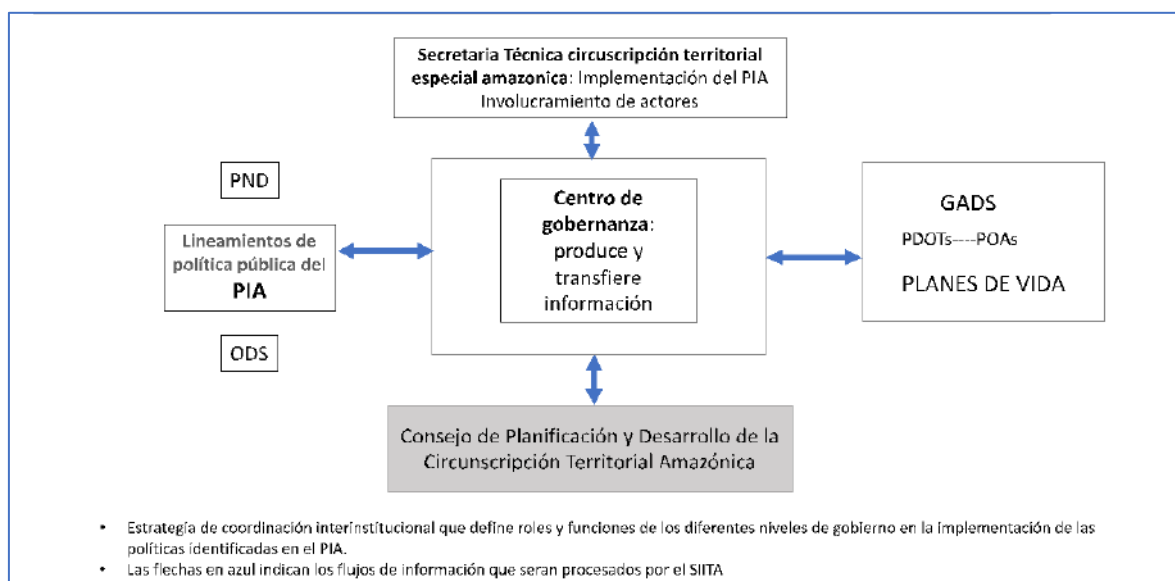 Secretaria Técnica circuscripción territorial
especial amazonica: Implementación del PIA
Involucramiento de actores
PND
Lineamientos de
política pública del
PIA
ODS
Centro de
gobernanza:
produce y
transfiere
información
GADS
PDOTs----POAs
PLANES DE VIDA
Consejo de Planificación y Desarrollo de la
Circunscripción Territorial Amazónica
• Estrategia de coordinación interinstitucional que define roles y funciones de los diferentes niveles de gobierno en la implementación de las
políticas identificadas en el PIA.
• Las flechas en azul indican los flujos de información que seran procesados por el SIITA